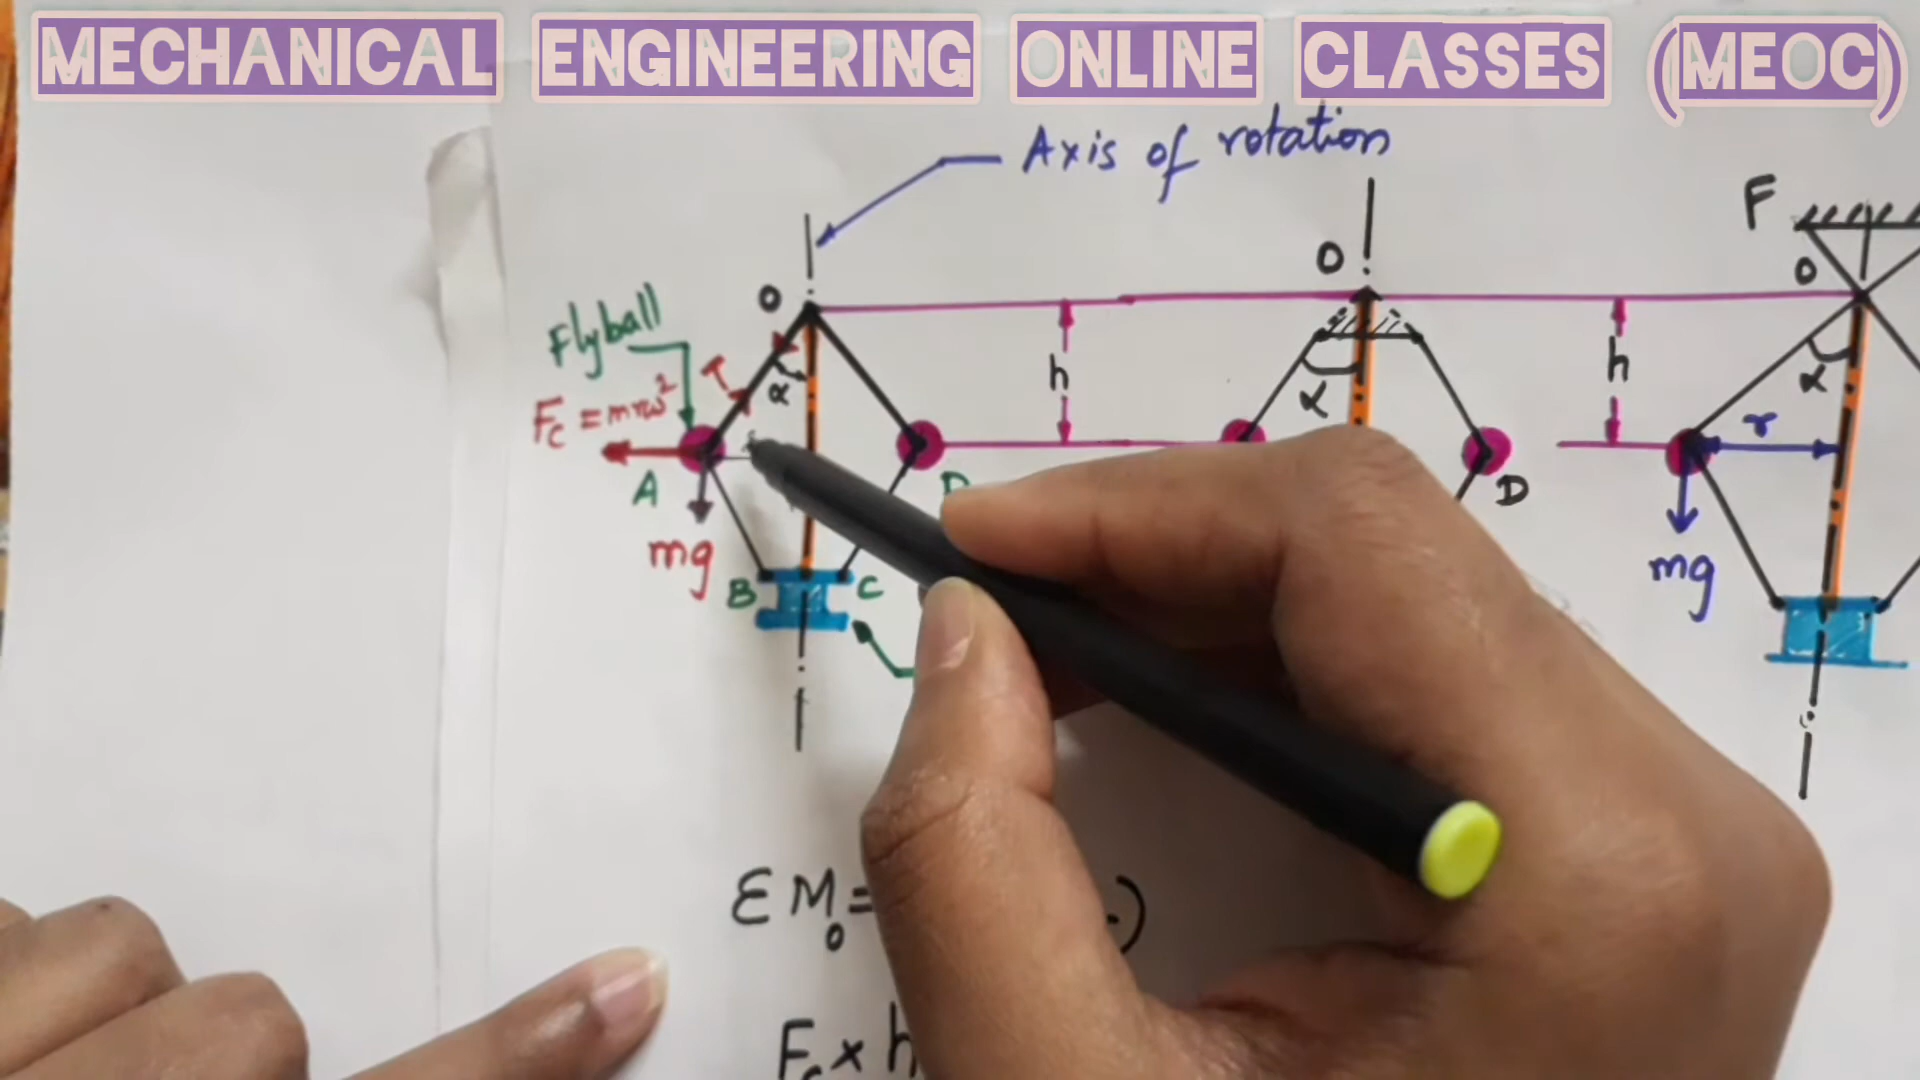 MECHANICAL ENGINEERING ONLINE CLASSES (MEOC)
Axis of rotation
F
O
O
O
Flyball
T
α
h
α
h
α
Fc = mrω²
r
A
D
mg
mg
B
C
ΣM₀ =
.)
Fc × h